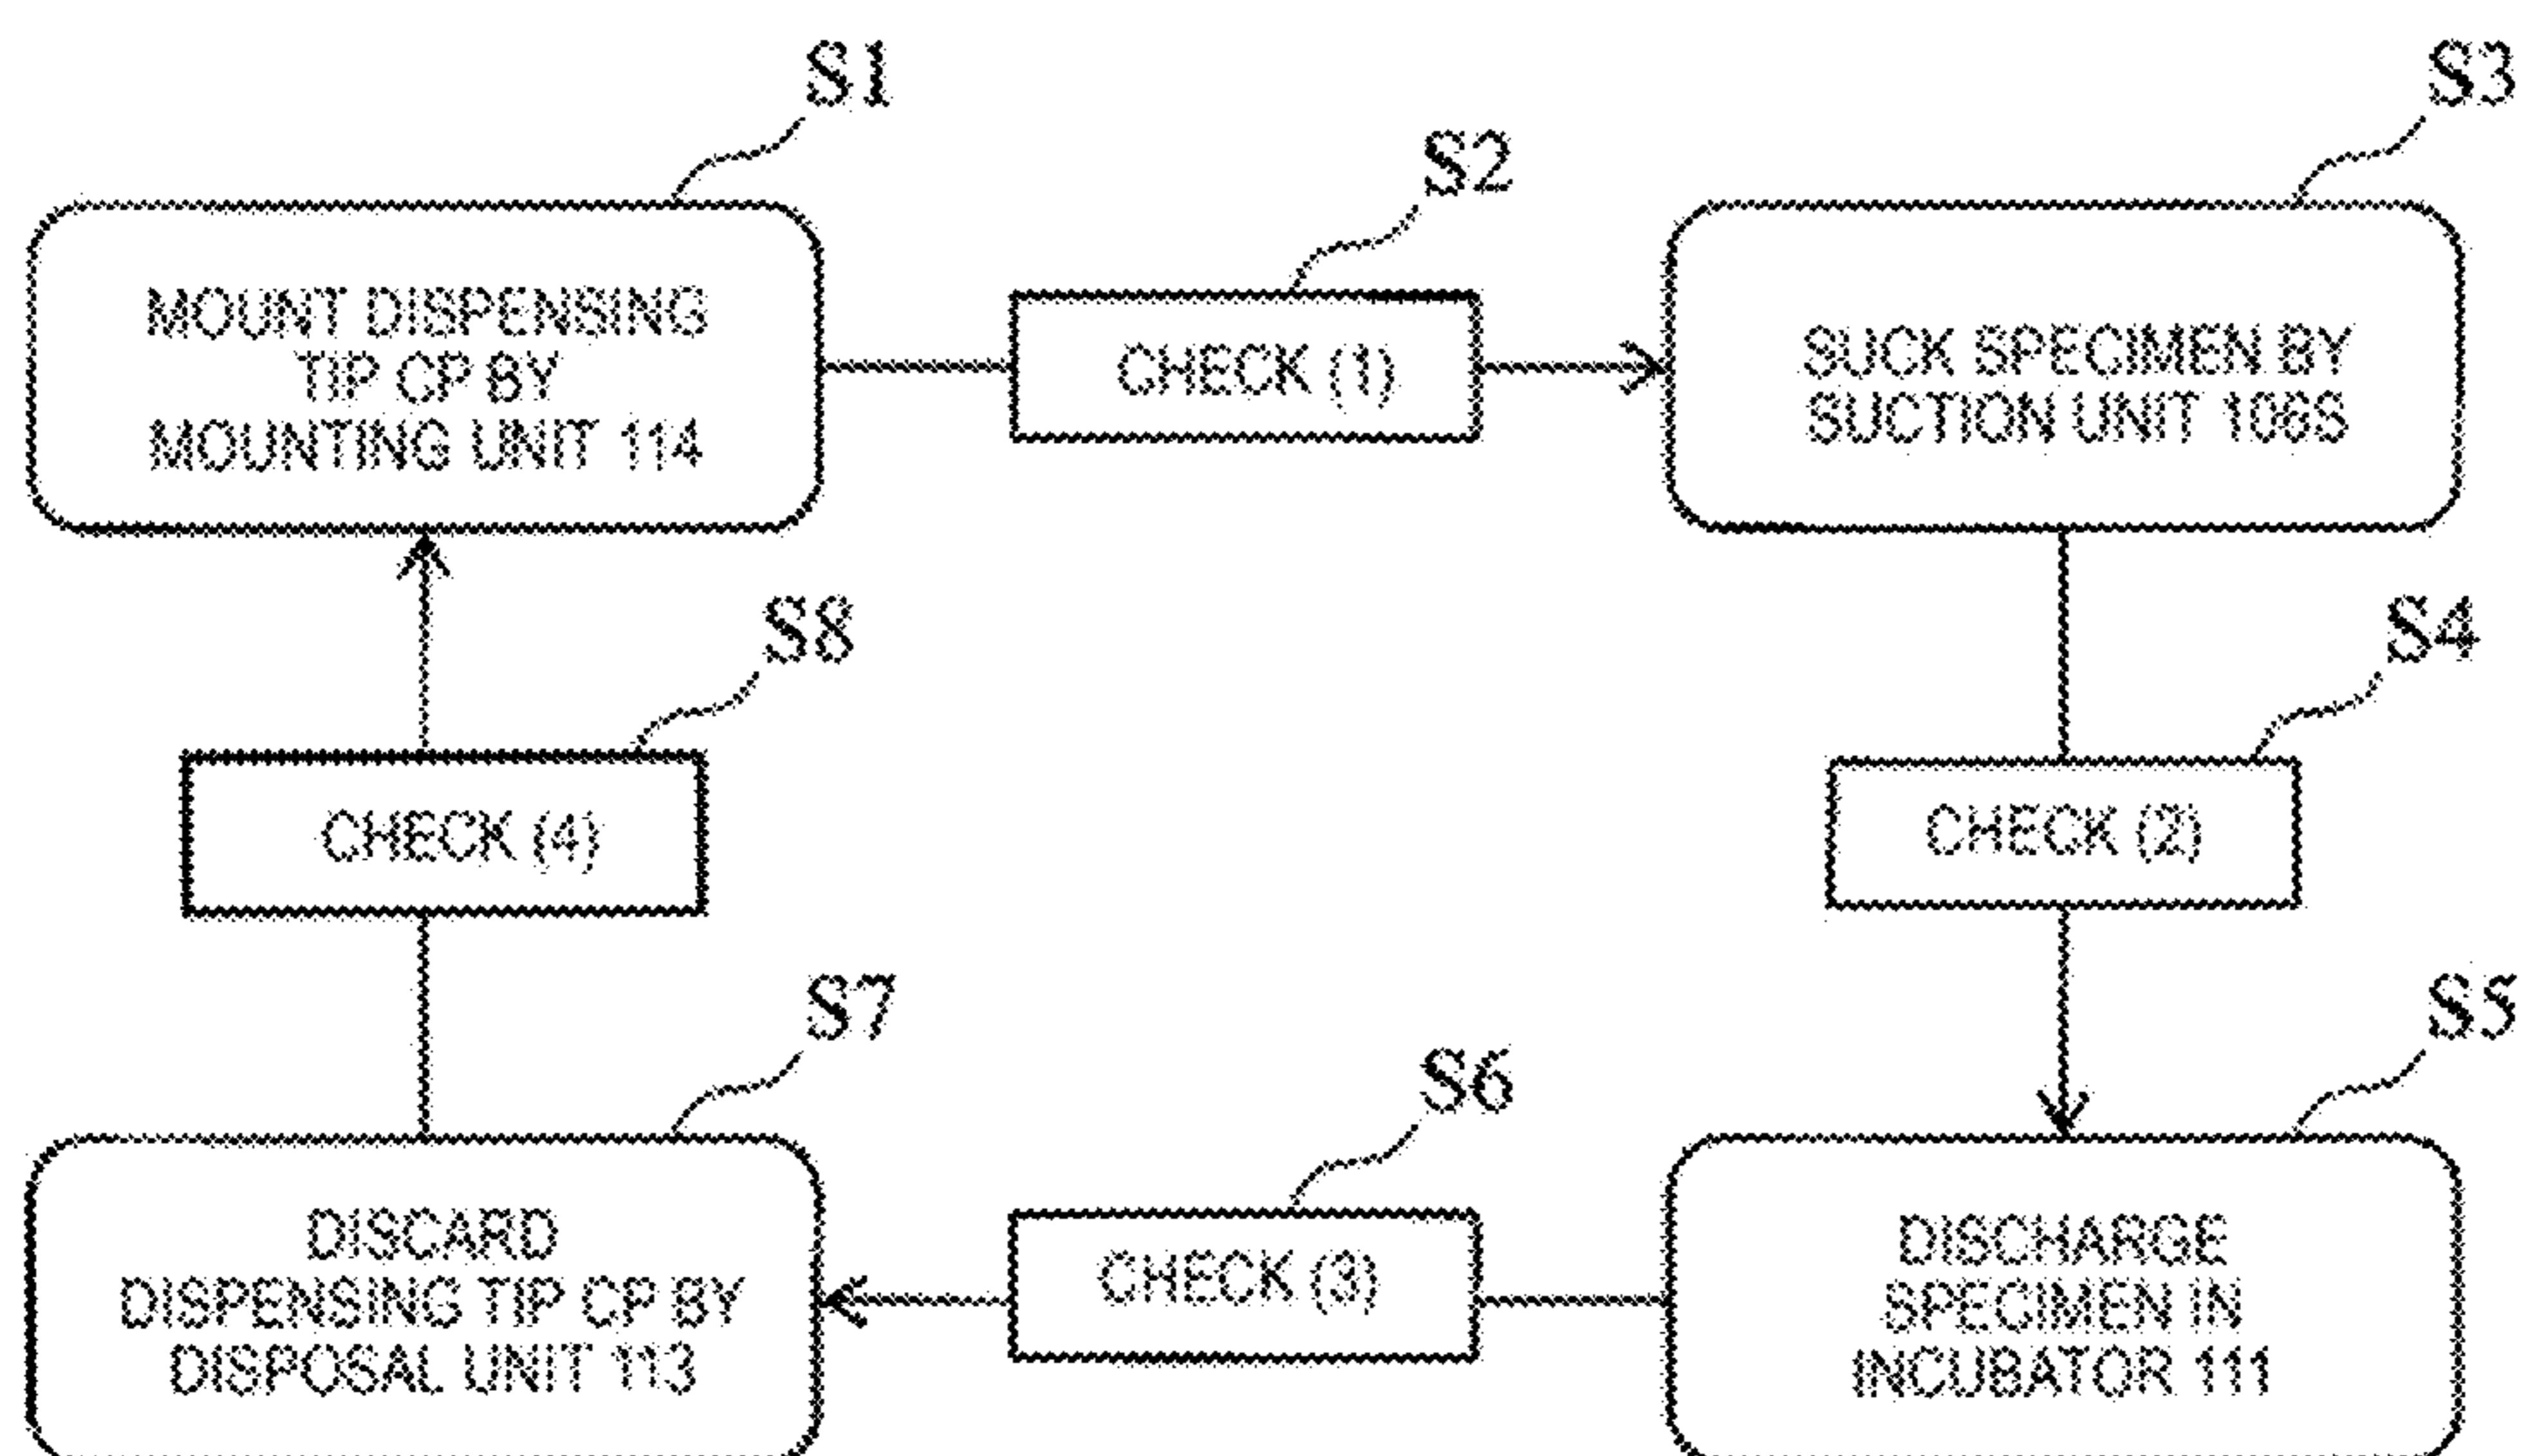 S1
S3
S2
MOUNT DISPENSING
TIP CP BY
MOUNTING UNIT 114
CHECK (1)
SUCK SPECIMEN BY
SUCTION UNIT 106S
S8
S4
CHECK (4)
CHECK (2)
S7
S5
S6
DISCARD
DISPENSING TIP CP BY
DISPOSAL UNIT 113
CHECK (3)
DISCHARGE
SPECIMEN IN
INCUBATOR 111